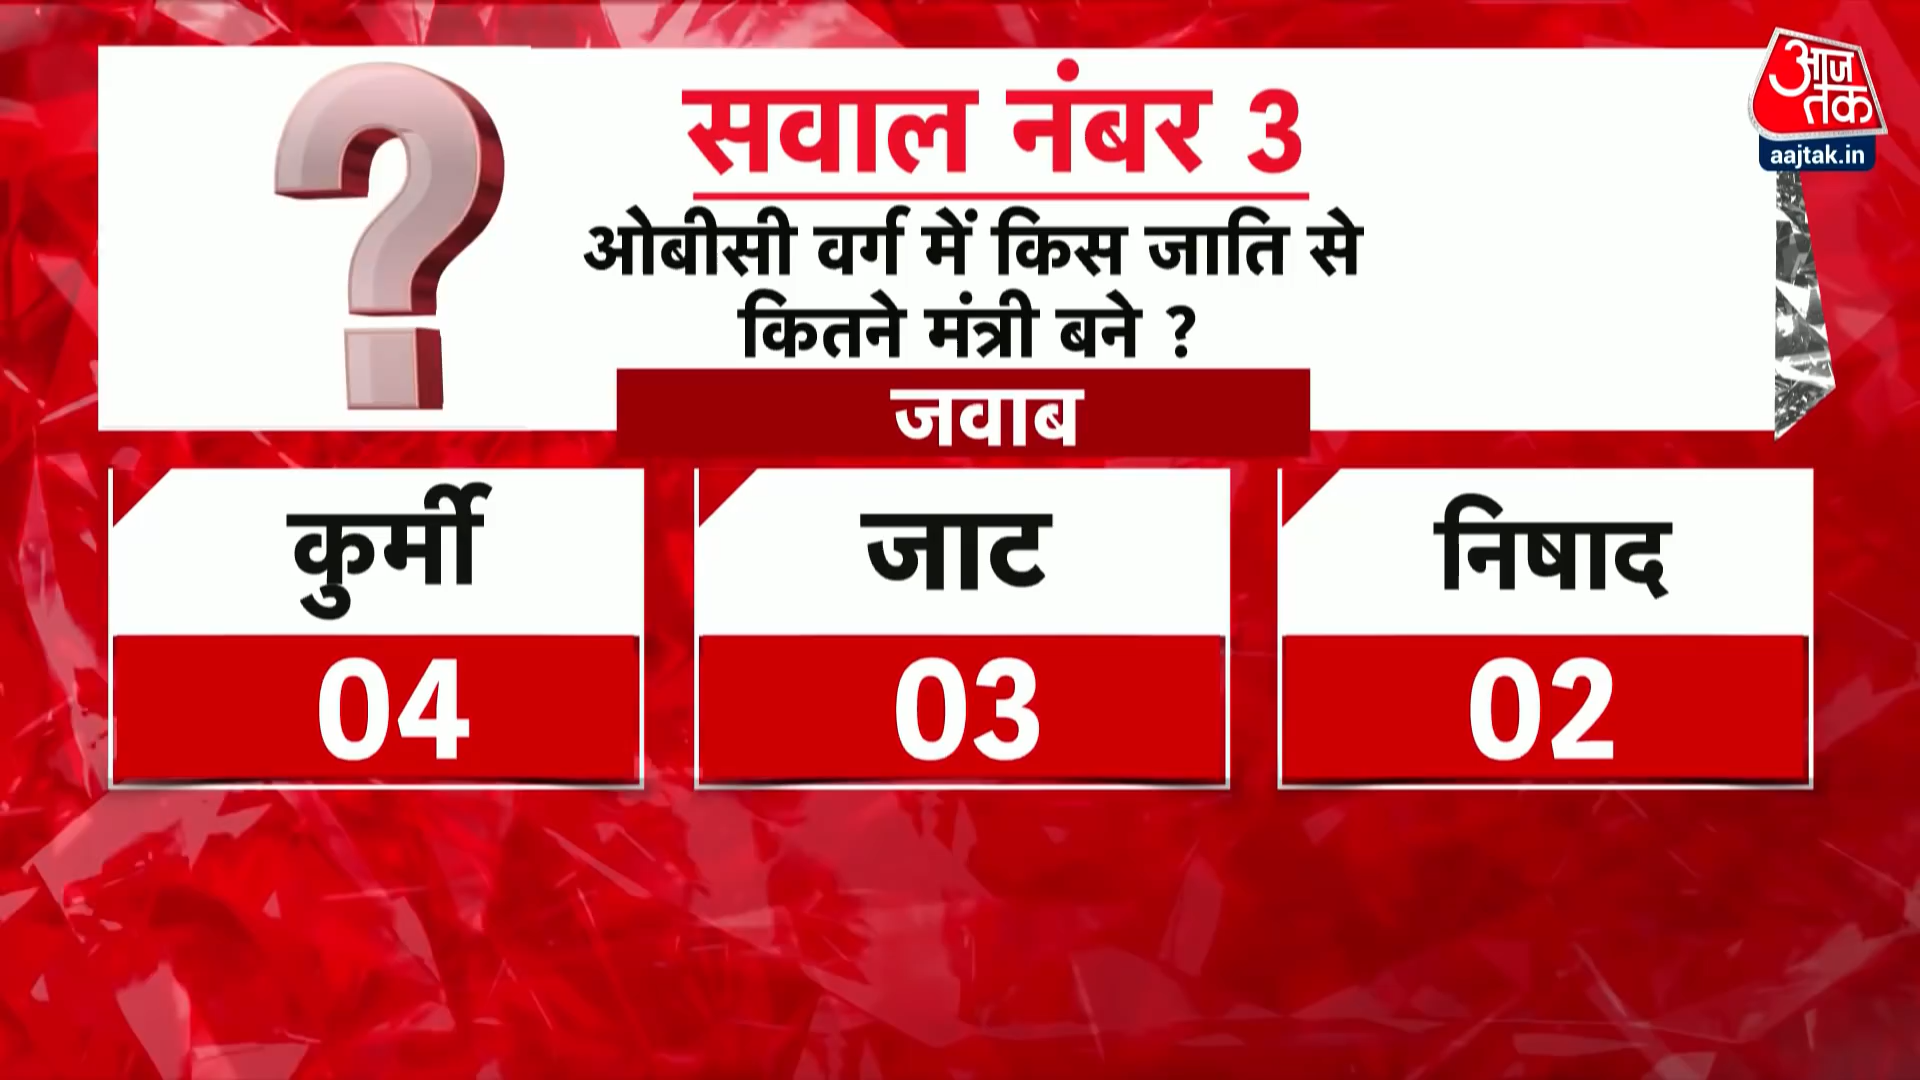 आज
तक
aajtak.in
सवाल नंबर 3
ओबीसी वर्ग में किस जाति से
कितने मंत्री बने ?
जवाब
कुर्मी
04
जाट
03
निषाद
02